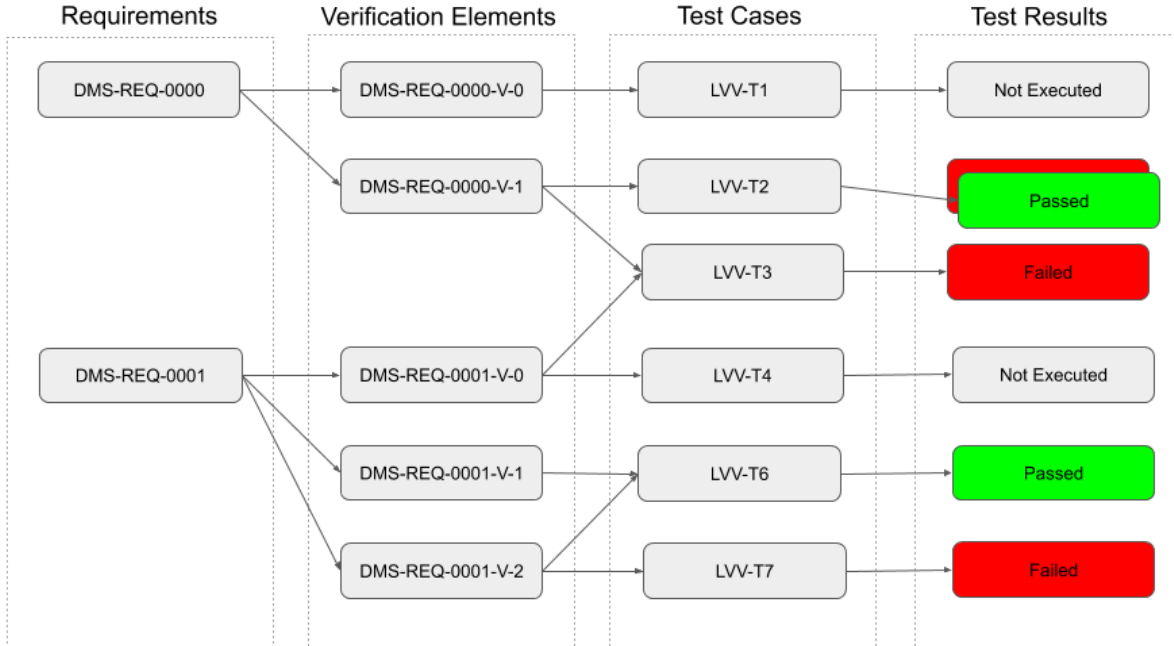 Requirements
Verification Elements
Test Cases
Test Results
DMS-REQ-0000
DMS-REQ-0000-V-0
LVV-T1
Not Executed
DMS-REQ-0000-V-1
LVV-T2
Passed
LVV-T3
Failed
DMS-REQ-0001
DMS-REQ-0001-V-0
LVV-T4
Not Executed
DMS-REQ-0001-V-1
LVV-T6
Passed
DMS-REQ-0001-V-2
LVV-T7
Failed